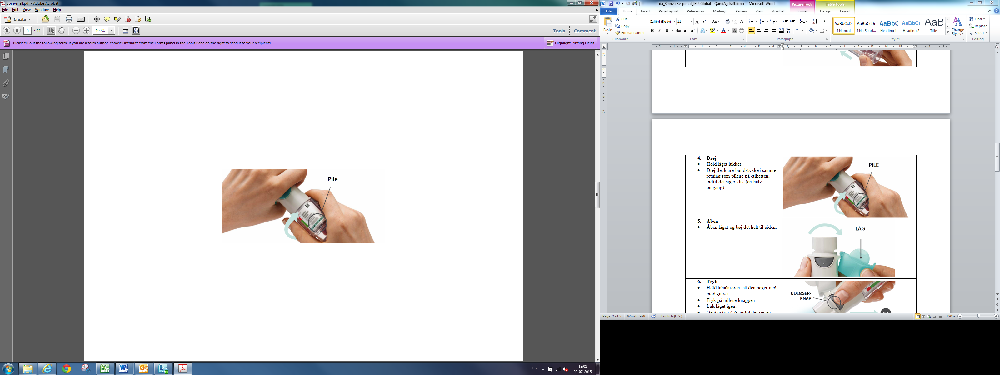 Spiriva_all.pdf - Adobe Acrobat
File Edit View Window Help
Create
6 / 11
109%
Tools Comment
Please fill out the following form. If you are a form author, choose Distribute from the Forms panel in the Tools Pane on the right to send it to your recipients.
Highlight Existing Fields
Pile
DA
13:01
30-07-2015
da_Spiriva Respimat_IFU-Global - QandA_draft.docx - Microsoft Word
Picture Tools Table Tools
File Home Insert Page Layout References Mailings Review View Acrobat Format Design Layout
Paste
Cut
Copy
Format Painter
Clipboard
Calibri (Body) 11
Font
Paragraph
AaBbCcDc AaBbCcDc AaBbC AaBbCc AaB
¶ Normal ¶ No Spaci... Heading 1 Heading 2 Title
Styles
Change
Styles
Find
Replace
Select
Editing
4. Drej
• Hold låget lukket.
• Drej det klare bundstykke i samme
retning som pilene på etiketten,
indtil det siger klik (en halv
omgang).
PILE
5. Åben
• Åben låget og bøj det helt til siden.
LÅG
6. Tryk
• Hold inhalatoren, så den peger ned
mod gulvet.
• Tryk på udløserknappen.
• Luk låget igen.
• Gentag trin 4-6, indtil der ses en
UDLØSER-
KNAP
Page: 2 of 5 Words: 928 English (U.S.) 120%